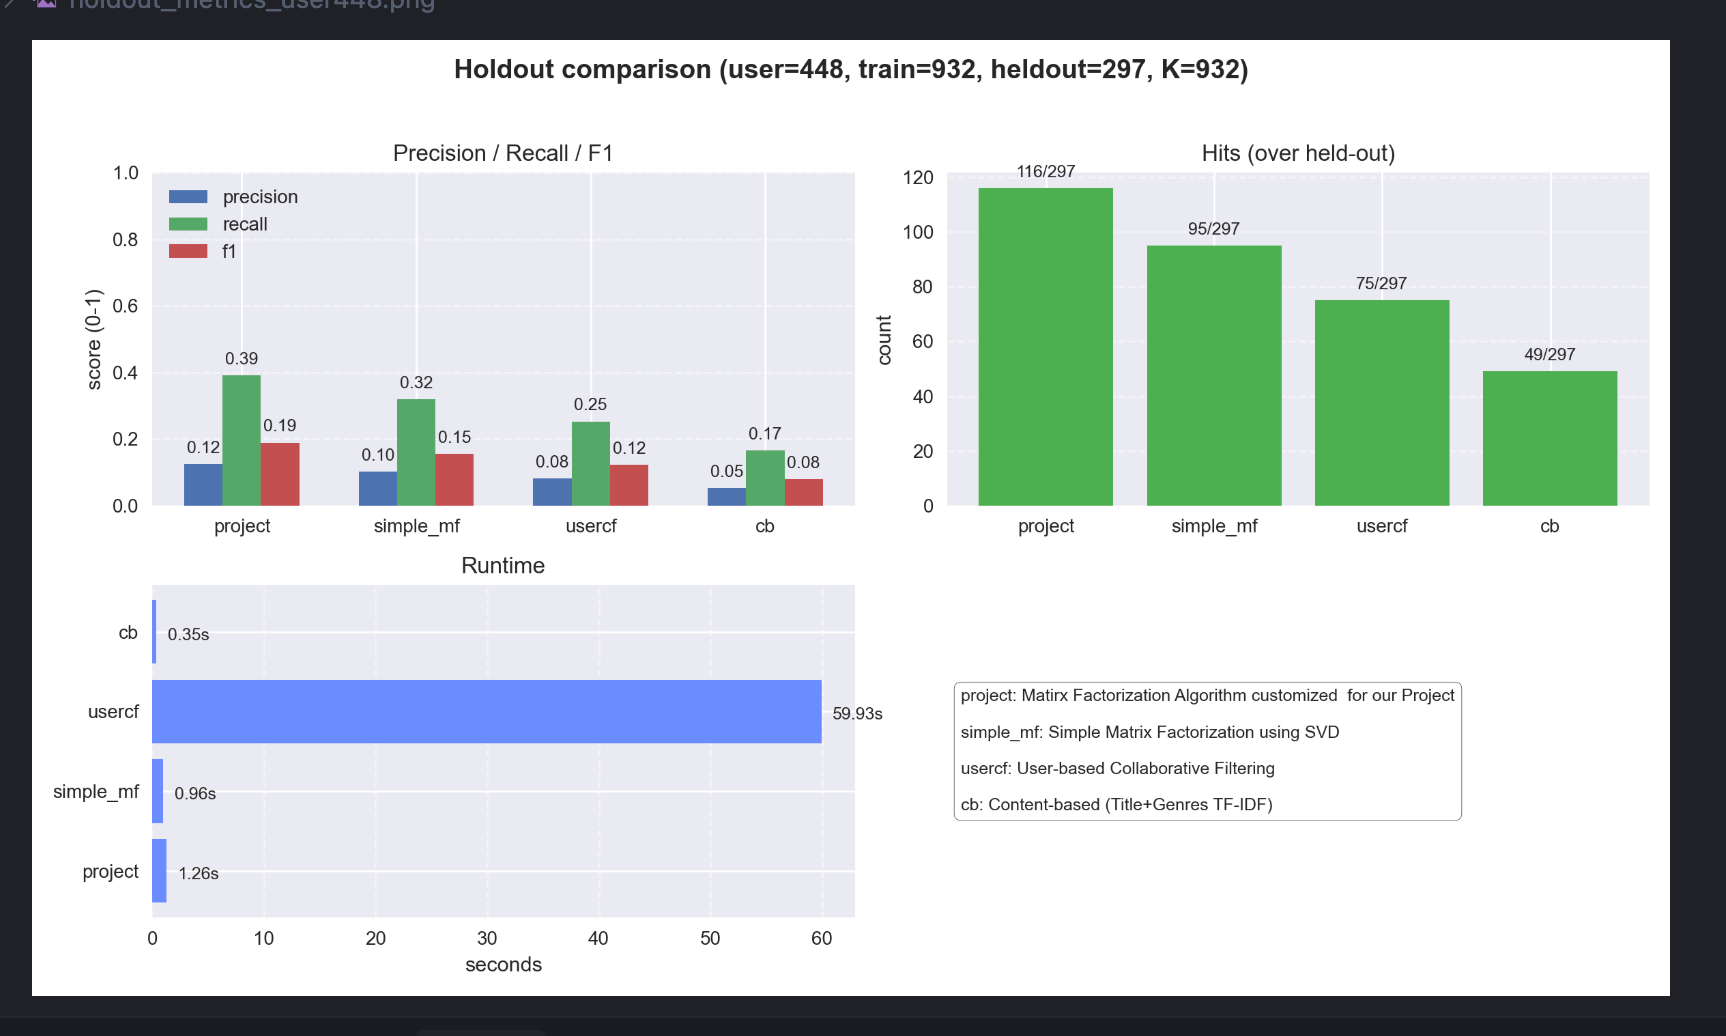 holdout_metrics_user448.png
Holdout comparison (user=448, train=932, heldout=297, K=932)
Precision / Recall / F1
1.0
0.8
0.6
0.4
0.2
0.0
score (0-1)
precision
recall
f1
0.12
0.39
0.19
0.10
0.32
0.15
0.08
0.25
0.12
0.05
0.17
0.08
project
simple_mf
usercf
cb
Hits (over held-out)
120
100
80
60
40
20
0
count
116/297
95/297
75/297
49/297
project
simple_mf
usercf
cb
Runtime
cb
usercf
simple_mf
project
0.35s
59.93s
0.96s
1.26s
0
10
20
30
40
50
60
seconds
project: Matirx Factorization Algorithm customized  for our Project
simple_mf: Simple Matrix Factorization using SVD
usercf: User-based Collaborative Filtering
cb: Content-based (Title+Genres TF-IDF)